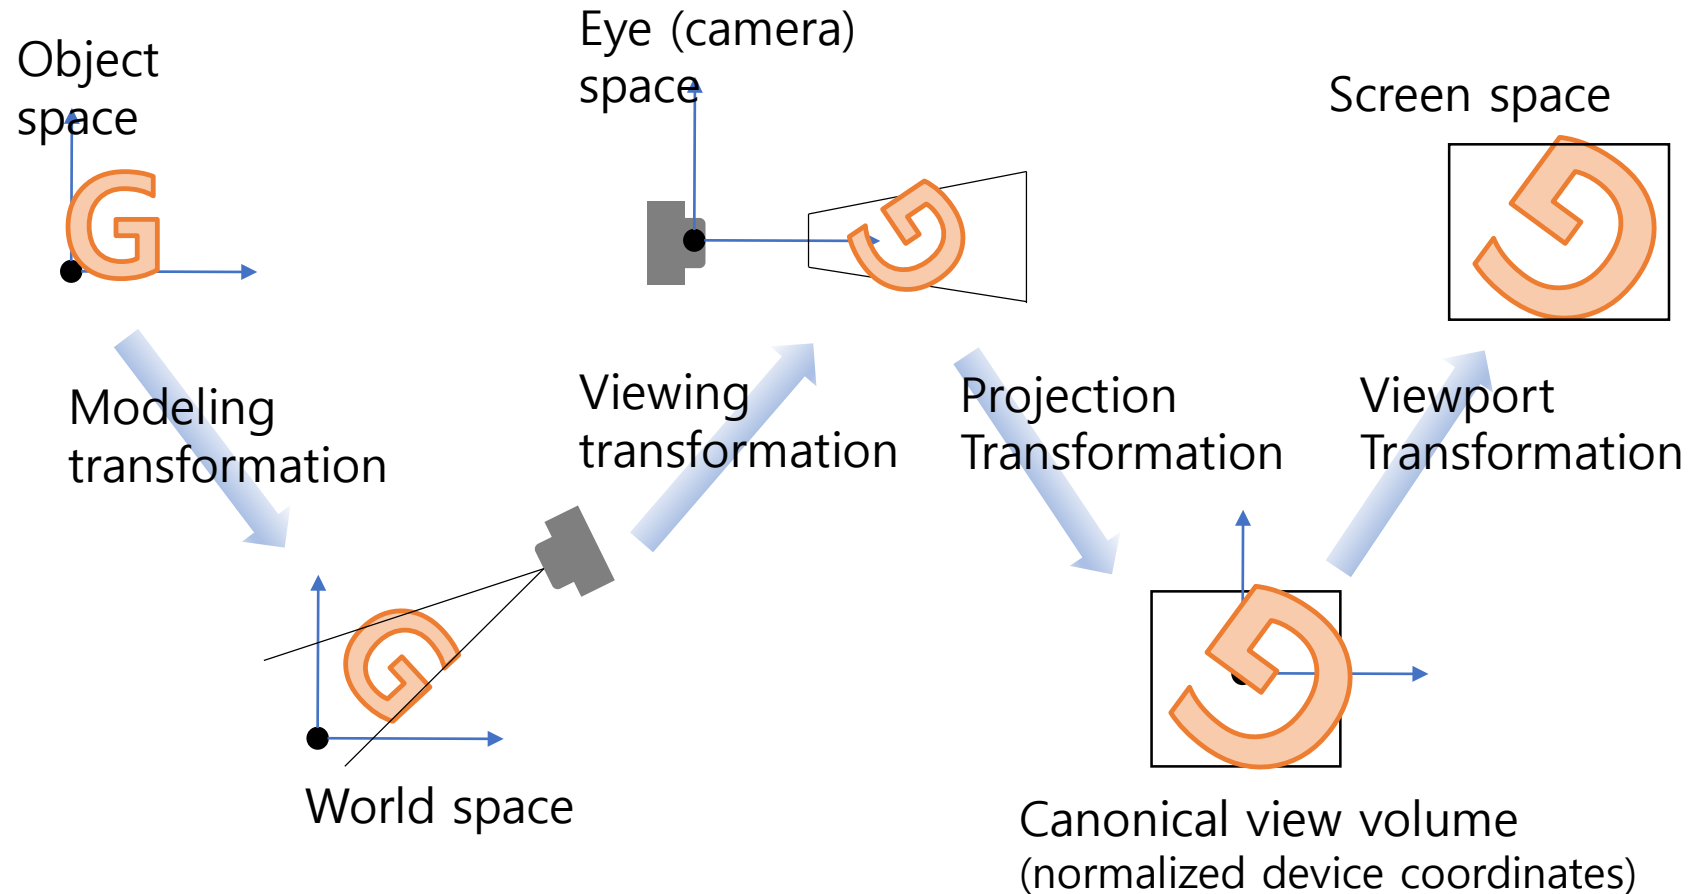 Object
space
Modeling
transformation
World space
Viewing
transformation
Eye (camera)
space
Projection
Transformation
Canonical view volume
(normalized device coordinates)
Viewport
Transformation
Screen space
G
G
G
G
G